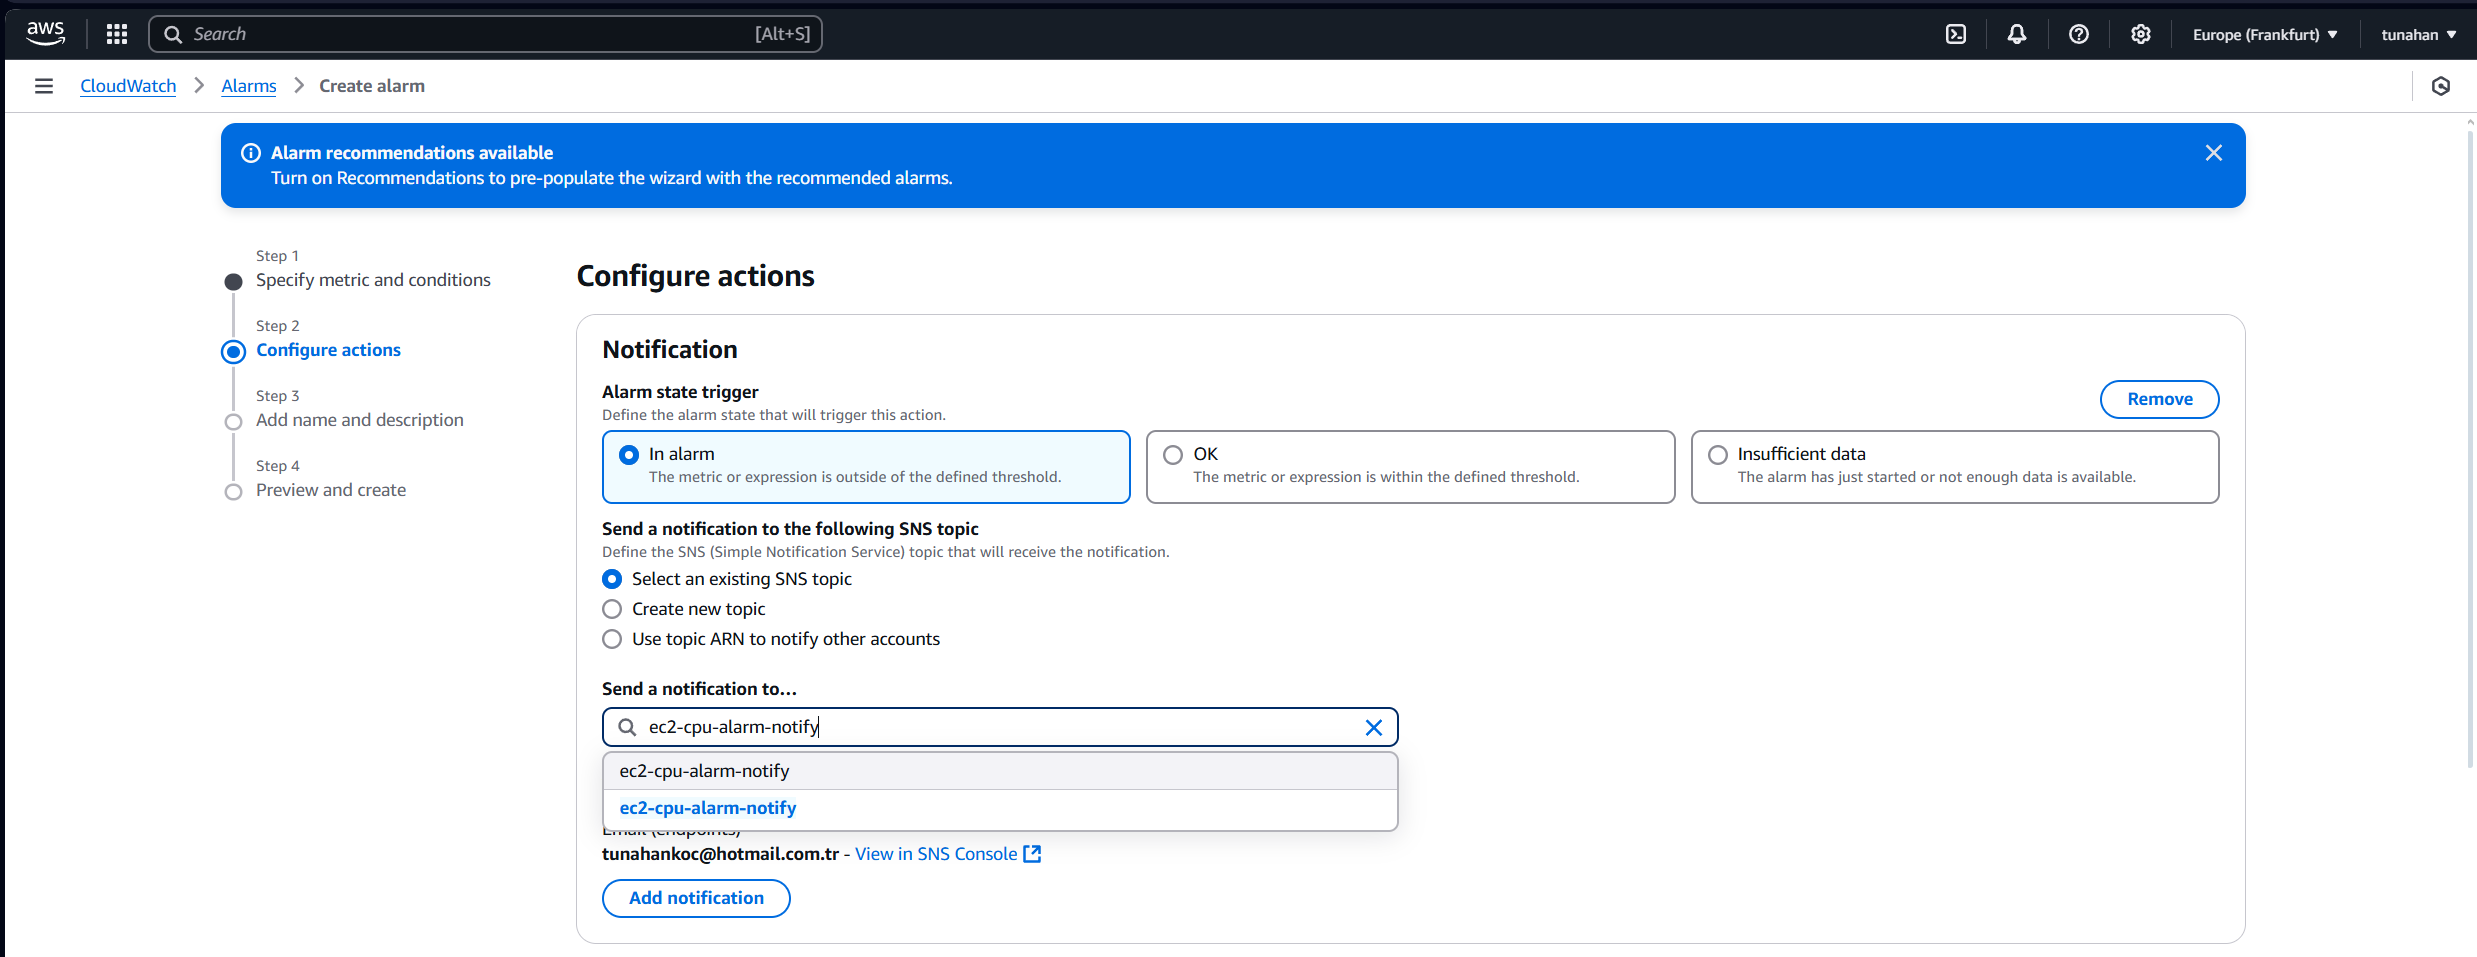 aws
Search [Alt+S]
Europe (Frankfurt)
tunahan
CloudWatch
Alarms
Create alarm
Alarm recommendations available
Turn on Recommendations to pre-populate the wizard with the recommended alarms.
Step 1
Specify metric and conditions
Step 2
Configure actions
Step 3
Add name and description
Step 4
Preview and create
Configure actions
Notification
Alarm state trigger
Define the alarm state that will trigger this action.
Remove
In alarm
The metric or expression is outside of the defined threshold.
OK
The metric or expression is within the defined threshold.
Insufficient data
The alarm has just started or not enough data is available.
Send a notification to the following SNS topic
Define the SNS (Simple Notification Service) topic that will receive the notification.
Select an existing SNS topic
Create new topic
Use topic ARN to notify other accounts
Send a notification to…
ec2-cpu-alarm-notify
ec2-cpu-alarm-notify
ec2-cpu-alarm-notify
Email (endpoints)
tunahankoc@hotmail.com.tr - View in SNS Console
Add notification